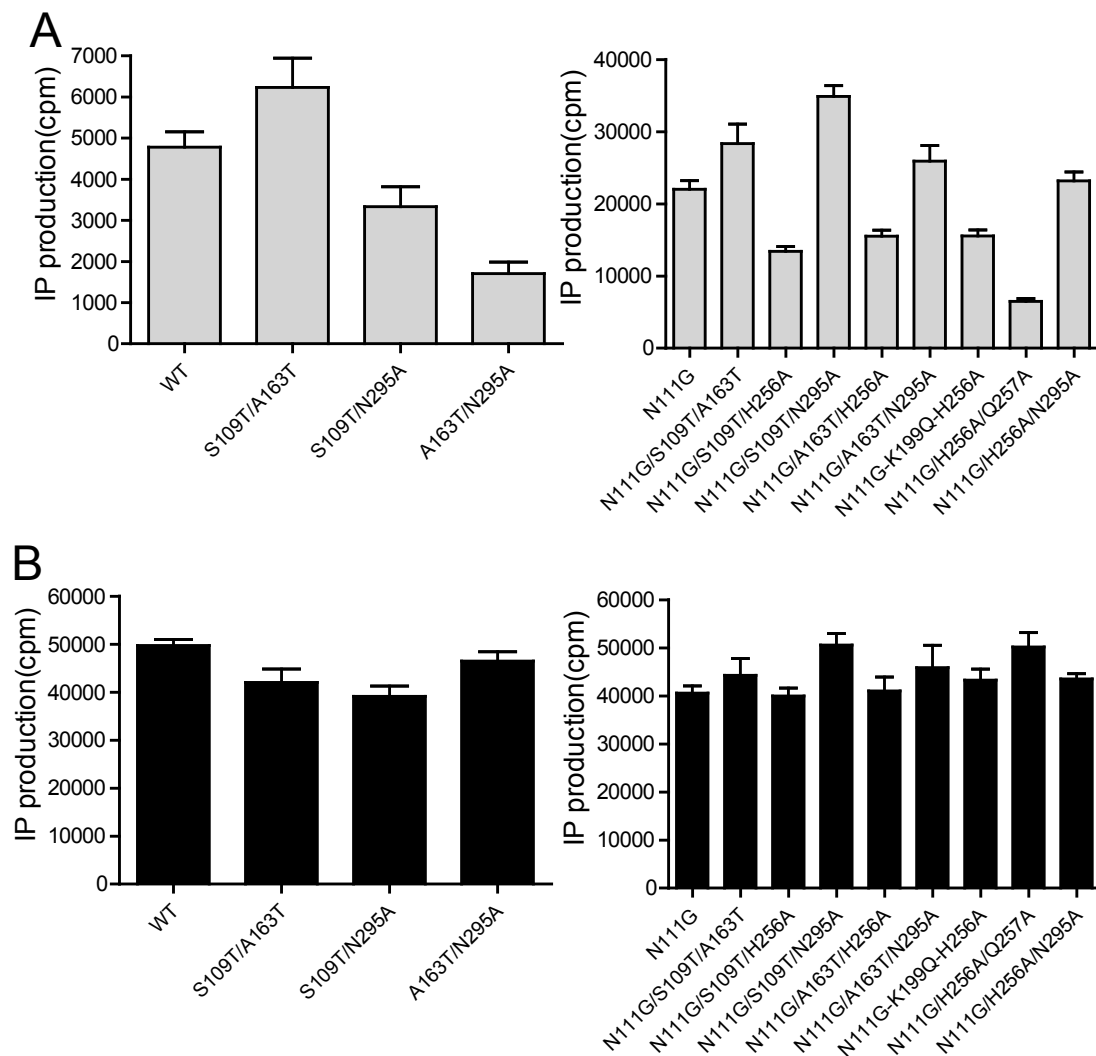 A
IP production(cpm)
7000
6000
5000
4000
3000
2000
1000
0
WT
S109T/A163T
S109T/N295A
A163T/N295A
IP production(cpm)
40000
30000
20000
10000
0
N111G
N111G/S109T/A163T
N111G/S109T/H256A
N111G/S109T/N295A
N111G/A163T/H256A
N111G/A163T/N295A
N111G-K199Q-H256A
N111G/H256A/Q257A
N111G/H256A/N295A
B
IP production(cpm)
60000
50000
40000
30000
20000
10000
0
WT
S109T/A163T
S109T/N295A
A163T/N295A
IP production(cpm)
60000
50000
40000
30000
20000
10000
0
N111G
N111G/S109T/A163T
N111G/S109T/H256A
N111G/S109T/N295A
N111G/A163T/H256A
N111G/A163T/N295A
N111G-K199Q-H256A
N111G/H256A/Q257A
N111G/H256A/N295A